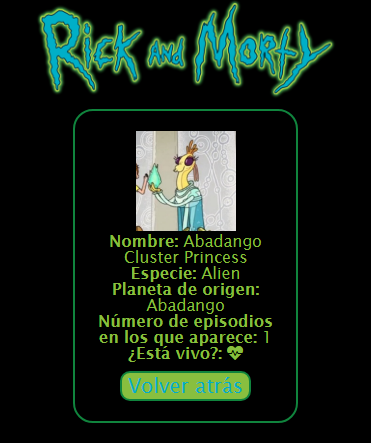 Rick and Morty
Nombre: Abadango
Cluster Princess
Especie: Alien
Planeta de origen:
Abadango
Número de episodios
en los que aparece: 1
¿Está vivo?:
Volver atrás